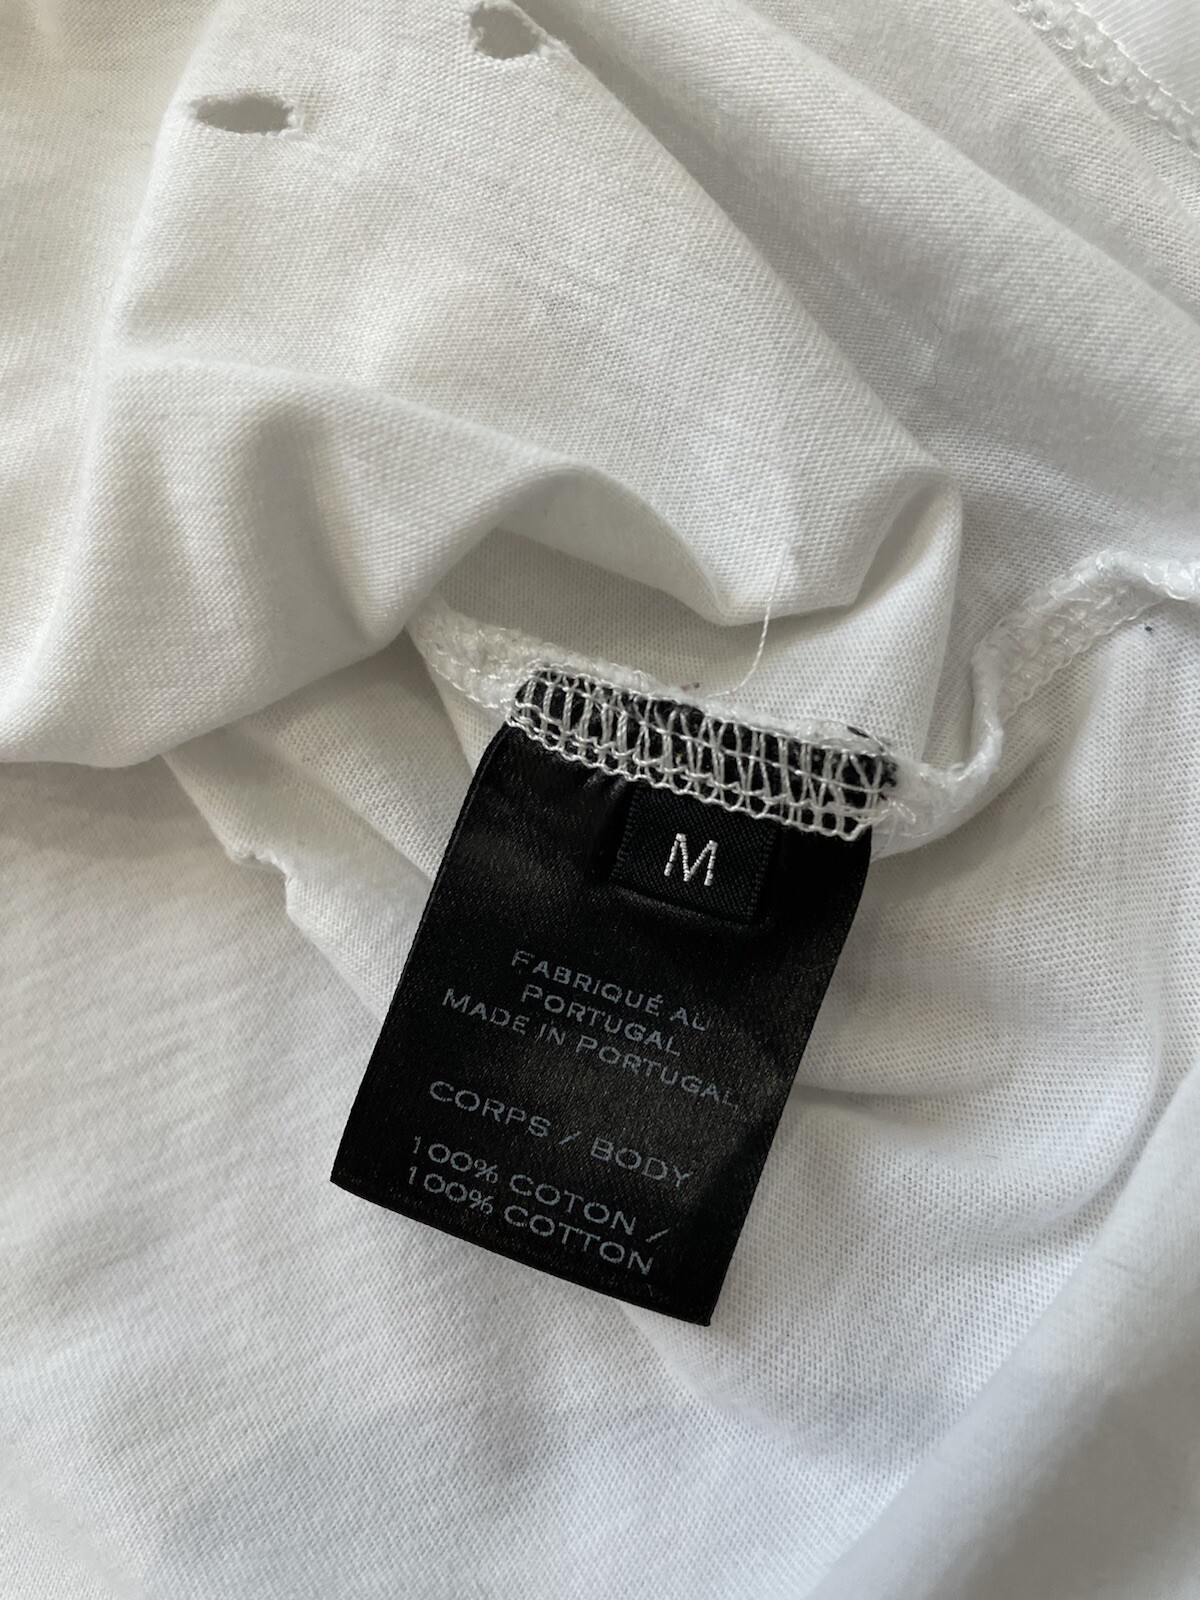 M
FABRIQUÉ AU
PORTUGAL
MADE IN PORTUGAL
CORPS / BODY
100% COTON /
100% COTTON